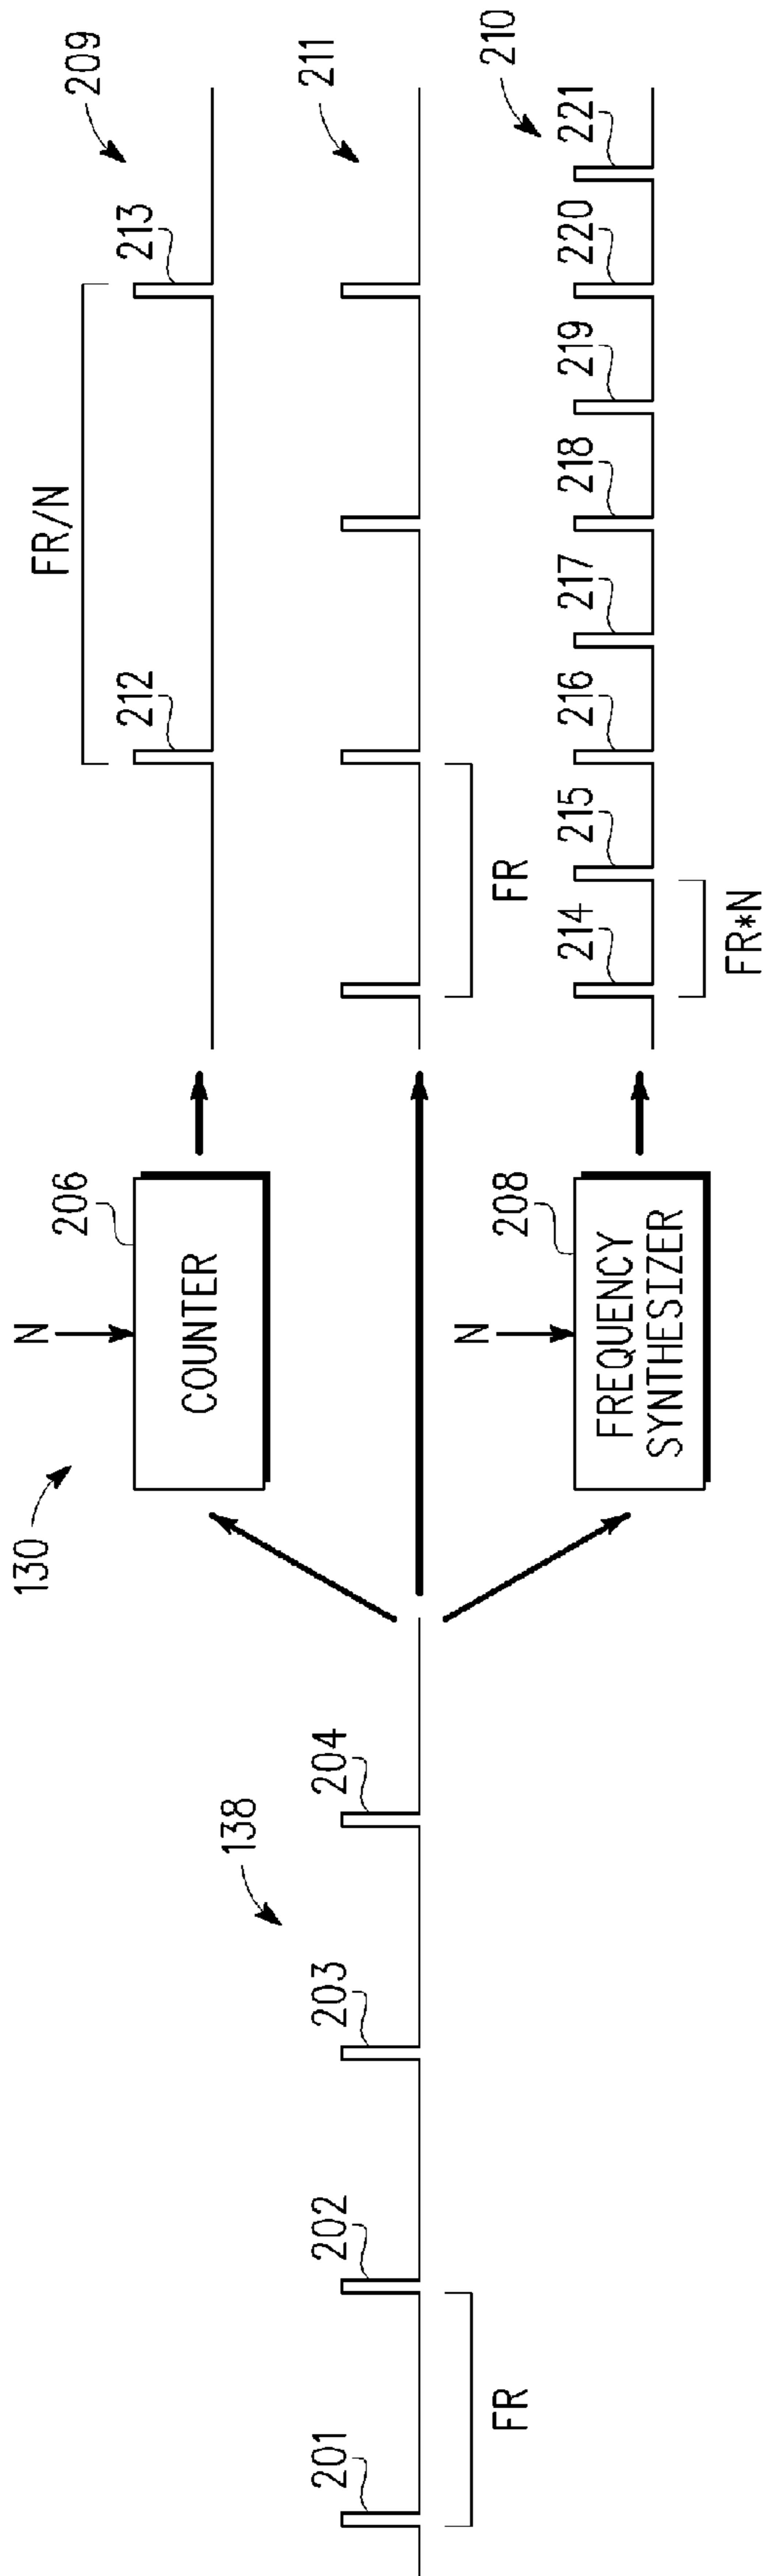 130
138
201
202
203
204
FR
N
206
COUNTER
N
208
FREQUENCY
SYNTHESIZER
209
FR/N
212
213
211
FR
210
214
215
216
217
218
219
220
221
FR*N